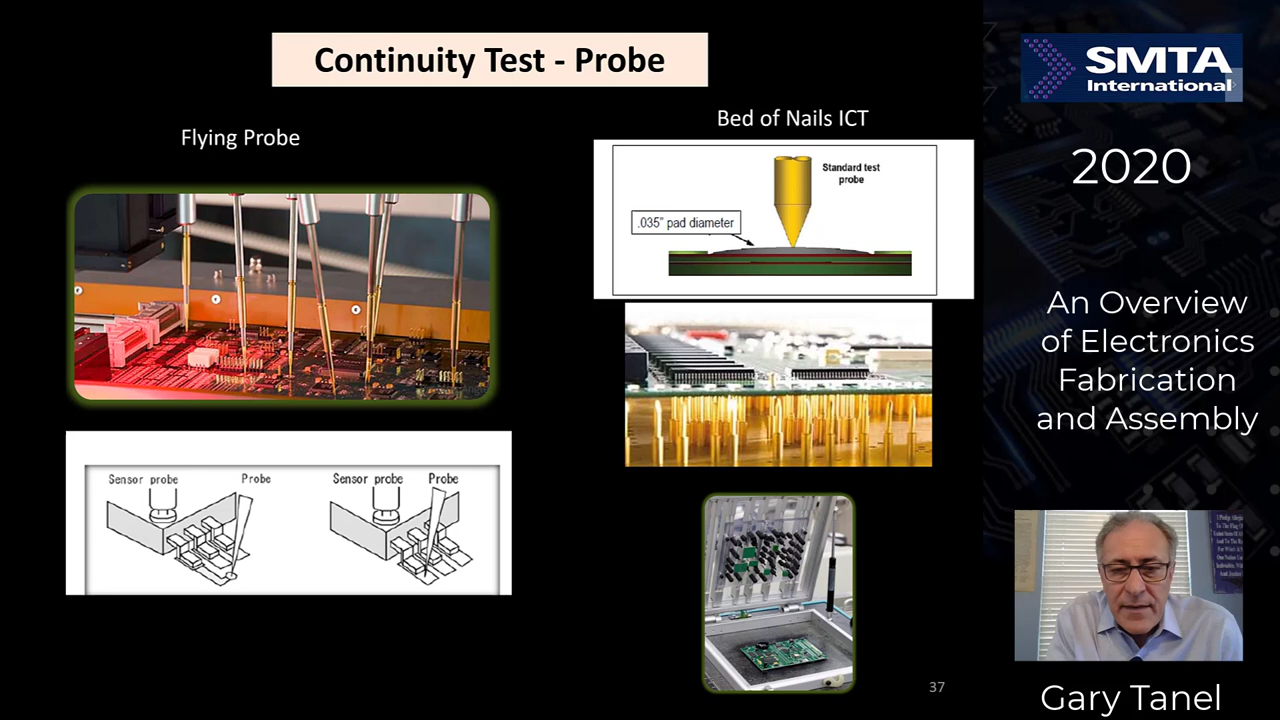 Continuity Test - Probe
Flying Probe
Bed of Nails ICT
Standard test
probe
.035" pad diameter
Sensor probe
Probe
Sensor probe
Probe
37
SMTA
International
2020
An Overview
of Electronics
Fabrication
and Assembly
Gary Tanel